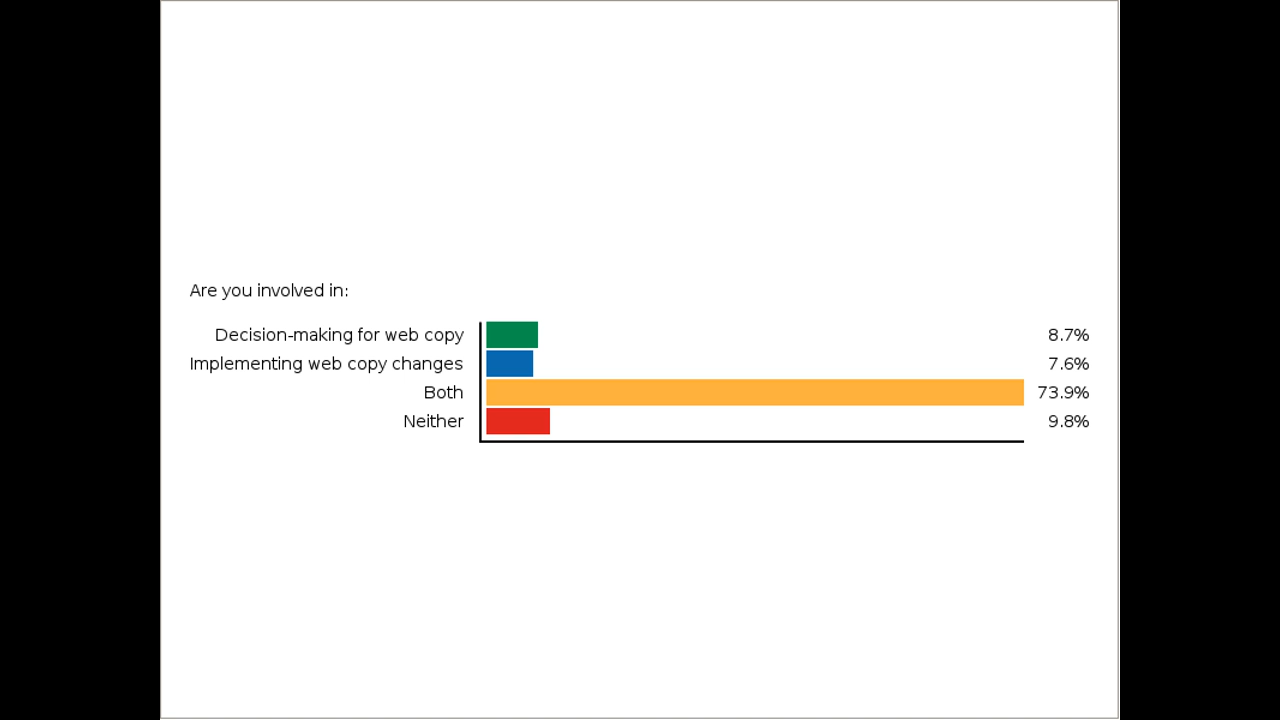 Are you involved in:
Decision-making for web copy 8.7%
Implementing web copy changes 7.6%
Both 73.9%
Neither 9.8%